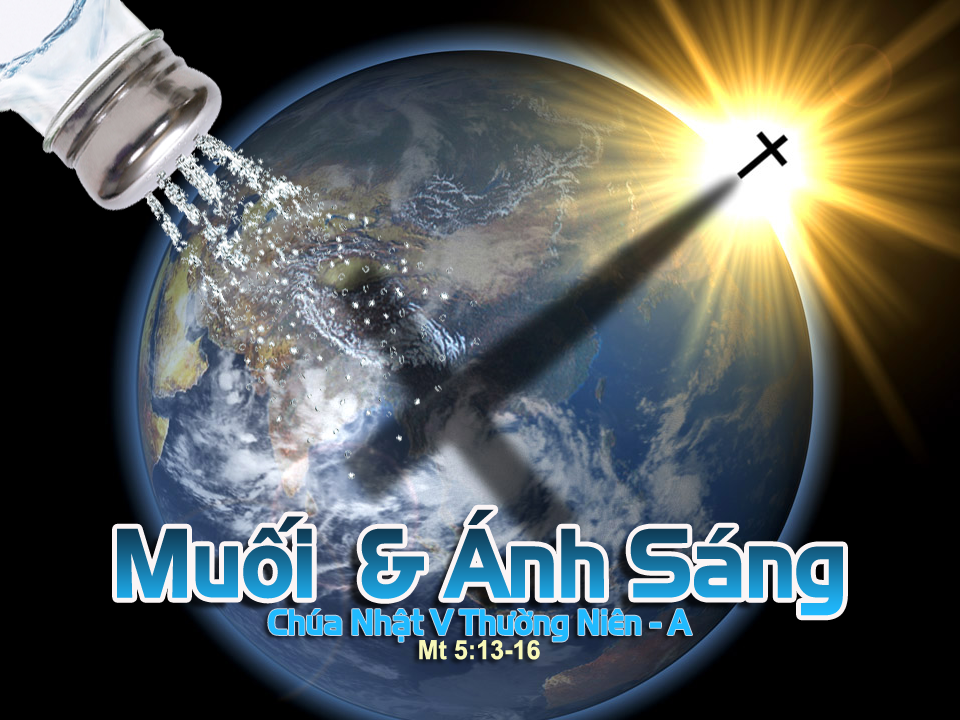 Muối & Ánh Sáng
Chúa Nhật V Thường Niên - A
Mt 5:13-16